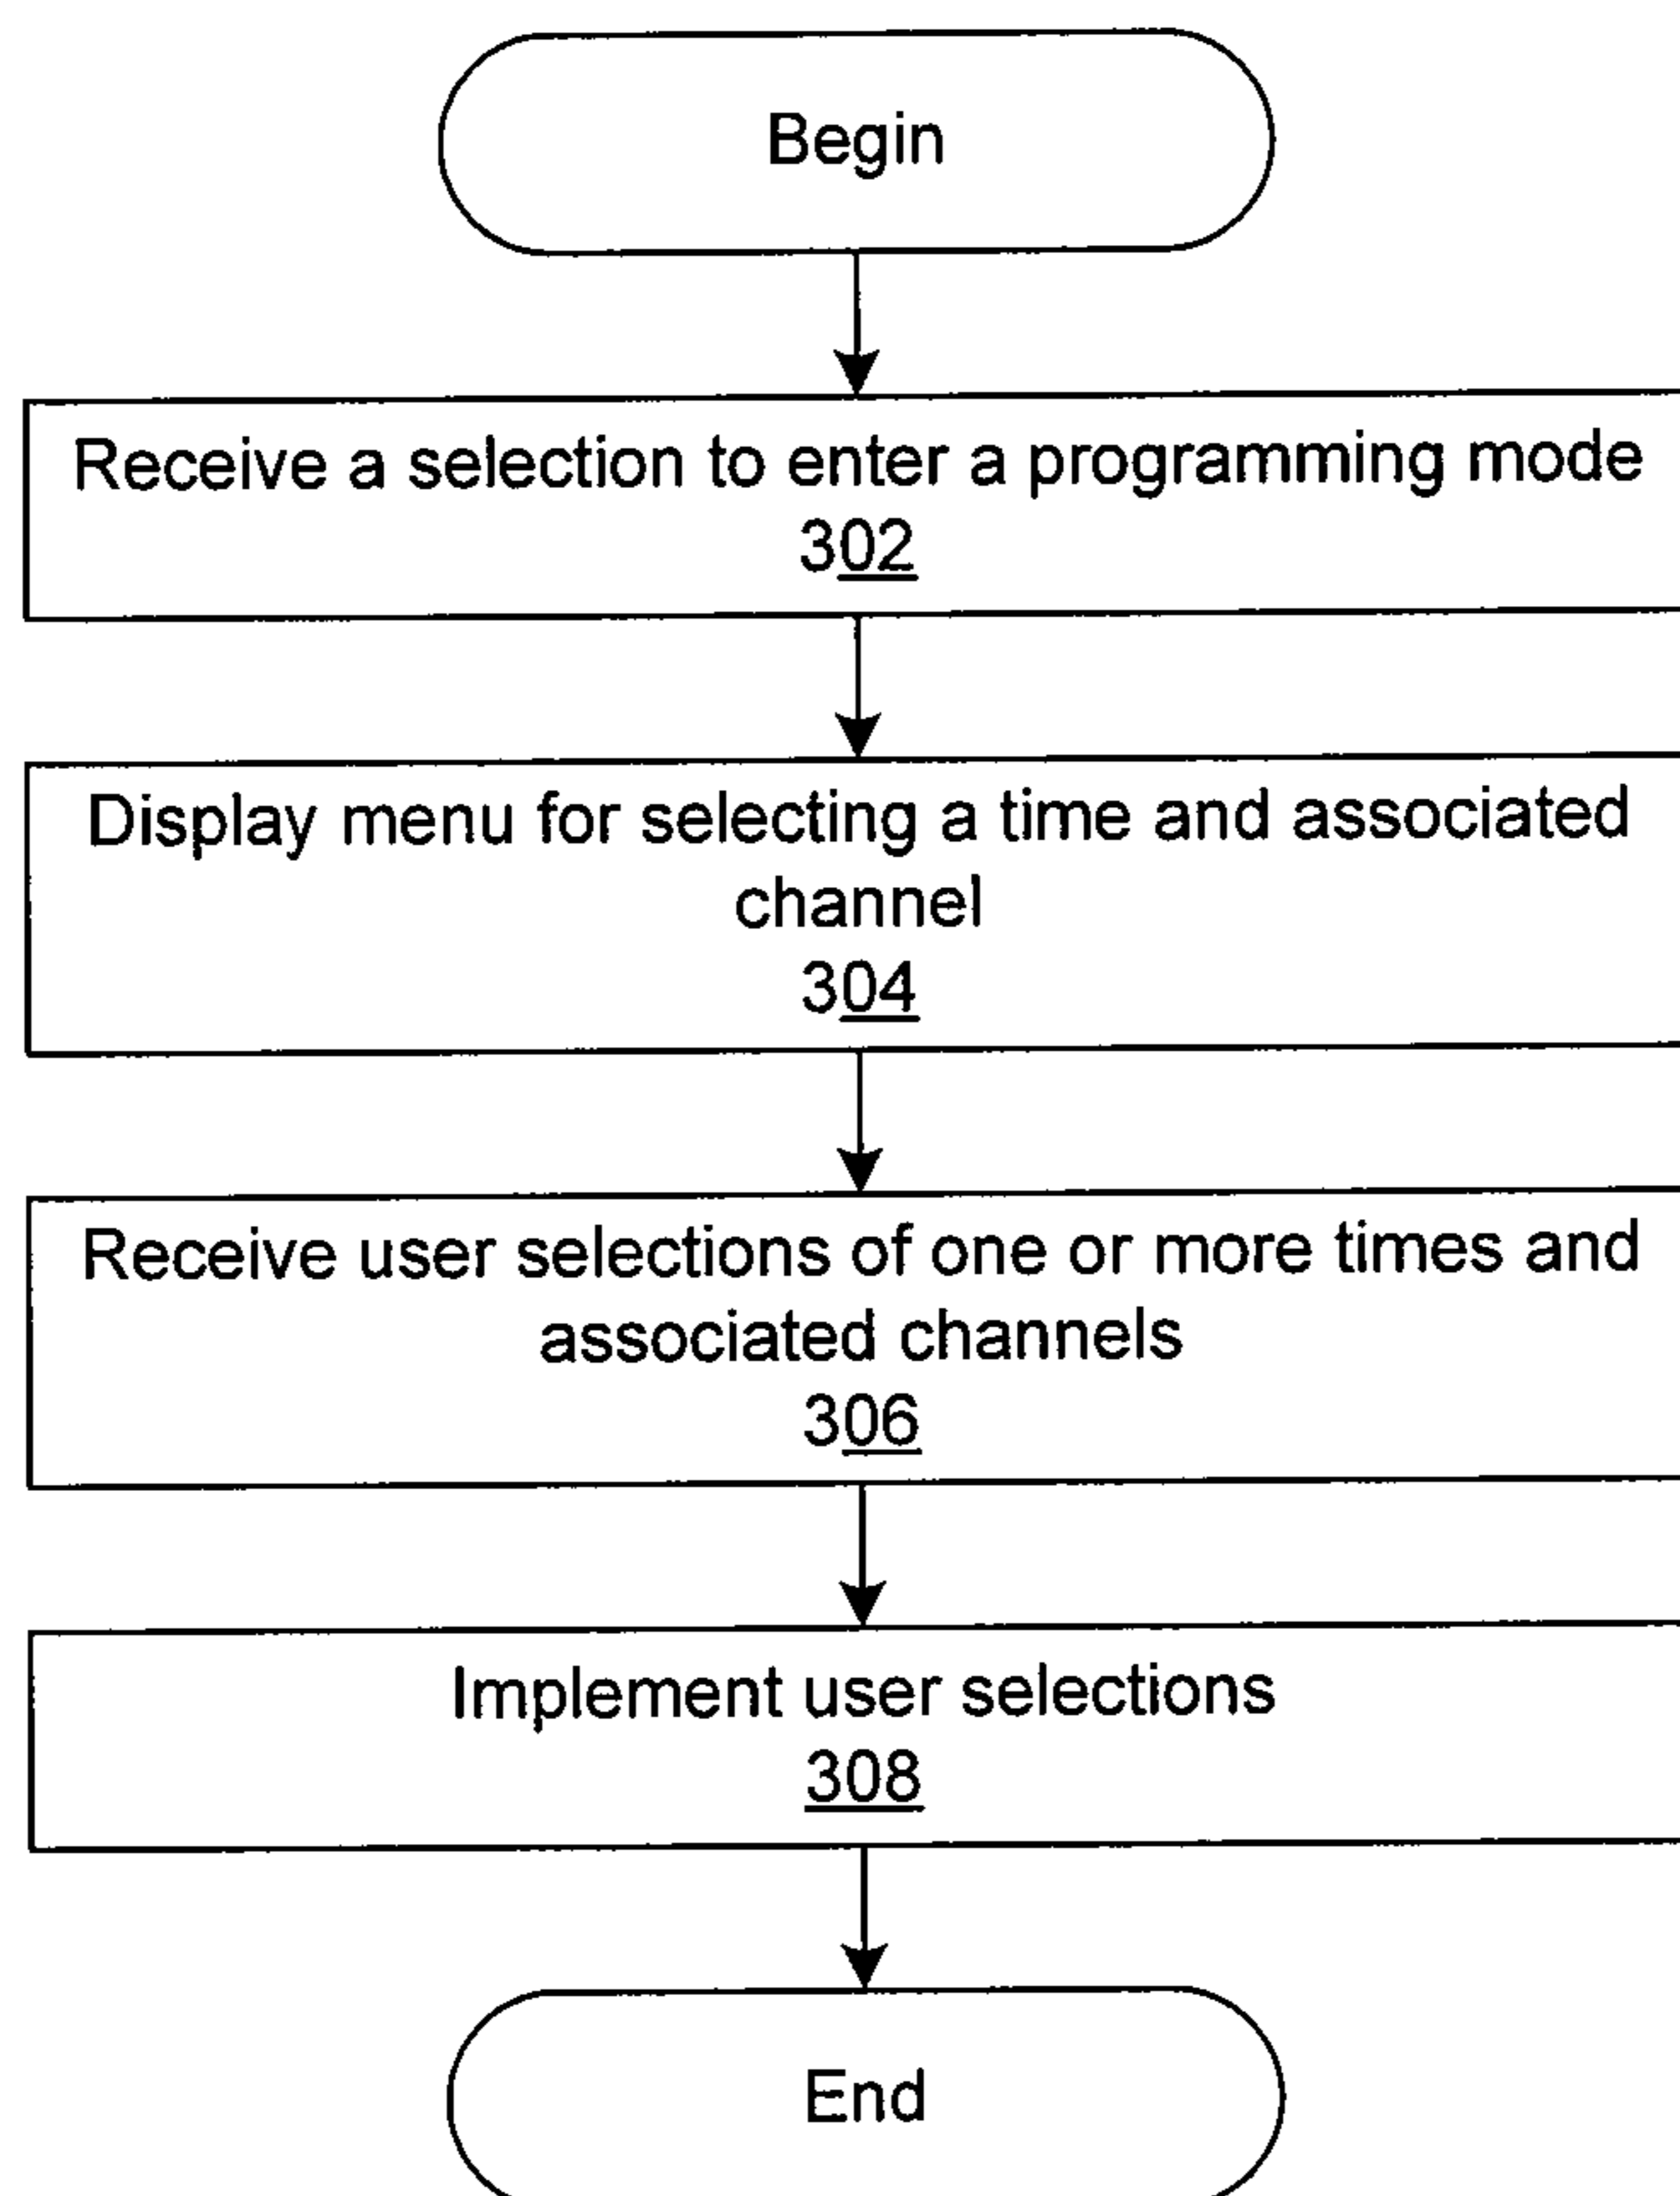 Begin
Receive a selection to enter a programming mode
302
Display menu for selecting a time and associated
channel
304
Receive user selections of one or more times and
associated channels
306
Implement user selections
308
End